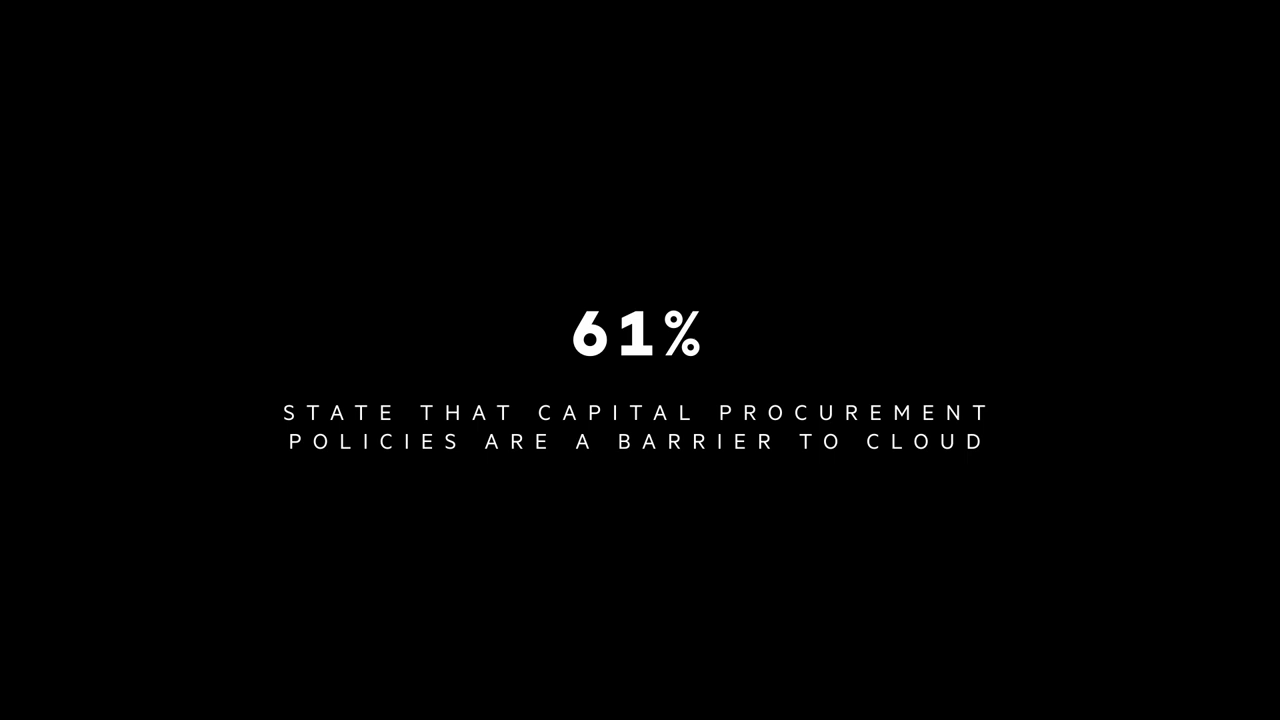 61%
STATE THAT CAPITAL PROCUREMENT
POLICIES ARE A BARRIER TO CLOUD